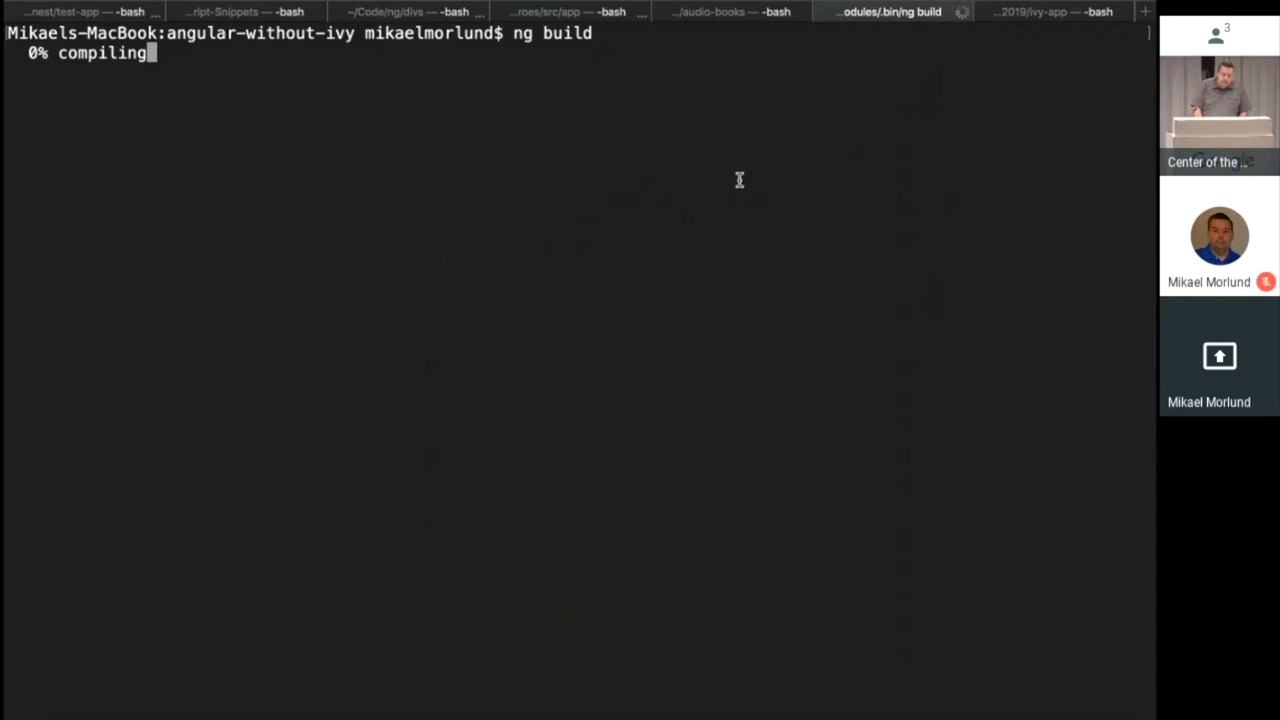 ...nest/test-app — -bash ...
...ript-Snippets — -bash
~/Code/ng/divs — -bash ...
...roes/src/app — -bash ...
.../audio-books — -bash
...odules/.bin/ng build
...2019/ivy-app — -bash
+
Mikaels-MacBook:angular-without-ivy mikaelmorlund$ ng build
0% compiling
3
Center of the ...
Mikael Morlund
Mikael Morlund